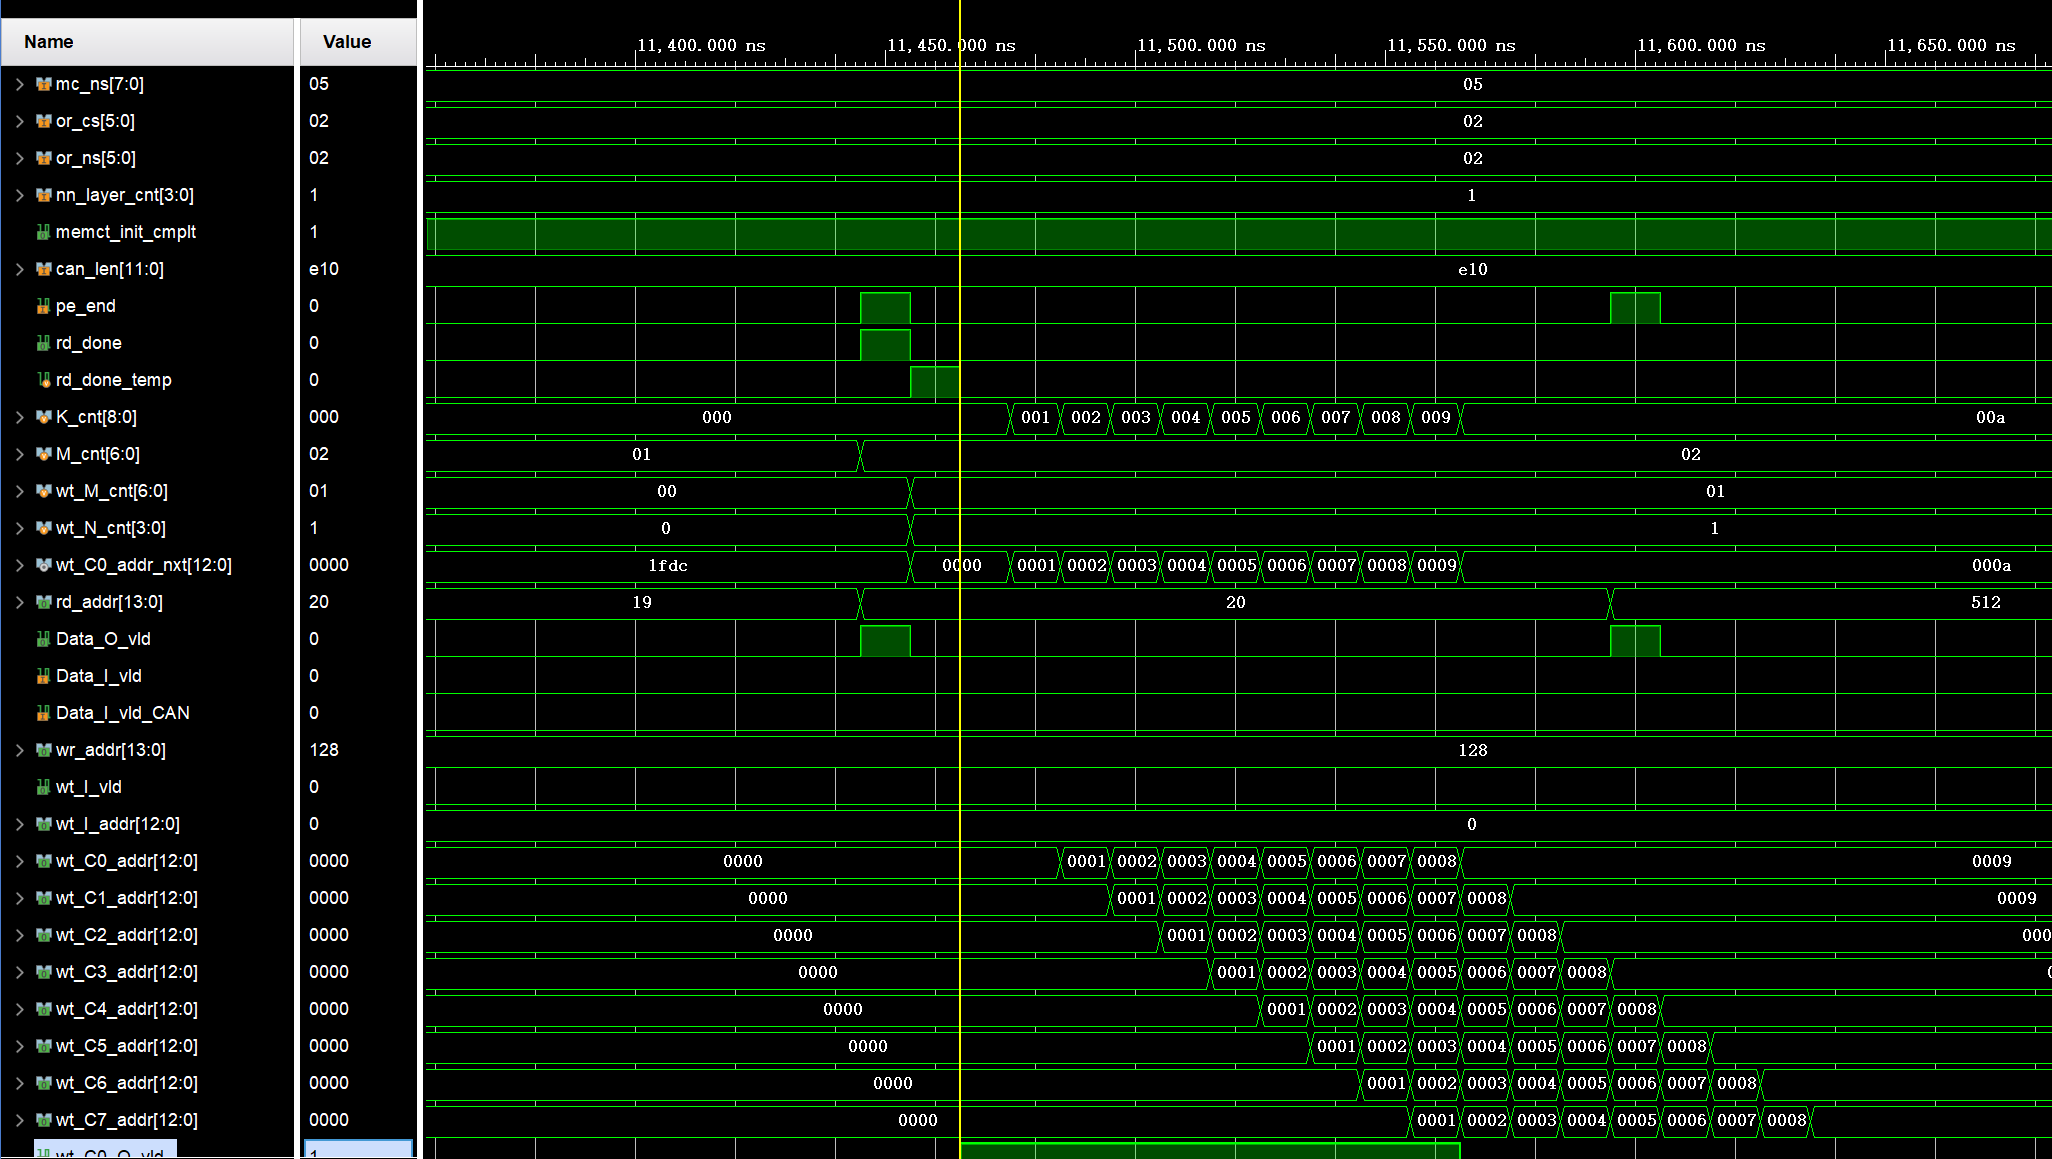 Name Value 11,400.000 ns 11,450.000 ns 11,500.000 ns 11,550.000 ns 11,600.000 ns 11,650.000 ns
mc_ns[7:0] 05 05
or_cs[5:0] 02 02
or_ns[5:0] 02 02
nn_layer_cnt[3:0] 1 1
memct_init_cmplt 1
can_len[11:0] e10 e10
pe_end 0
rd_done 0
rd_done_temp 0
K_cnt[8:0] 000 000 001 002 003 004 005 006 007 008 009 00a
M_cnt[6:0] 02 01 02
wt_M_cnt[6:0] 01 00 01
wt_N_cnt[3:0] 1 0 1
wt_C0_addr_nxt[12:0] 0000 1fdc 0000 0001 0002 0003 0004 0005 0006 0007 0008 0009 000a
rd_addr[13:0] 20 19 20 512
Data_O_vld 0
Data_I_vld 0
Data_I_vld_CAN 0
wr_addr[13:0] 128 128
wt_I_vld 0
wt_I_addr[12:0] 0 0
wt_C0_addr[12:0] 0000 0000 0001 0002 0003 0004 0005 0006 0007 0008 0009
wt_C1_addr[12:0] 0000 0000 0001 0002 0003 0004 0005 0006 0007 0008 0009
wt_C2_addr[12:0] 0000 0000 0001 0002 0003 0004 0005 0006 0007 0008 000
wt_C3_addr[12:0] 0000 0000 0001 0002 0003 0004 0005 0006 0007 0008
wt_C4_addr[12:0] 0000 0000 0001 0002 0003 0004 0005 0006 0007 0008
wt_C5_addr[12:0] 0000 0000 0001 0002 0003 0004 0005 0006 0007 0008
wt_C6_addr[12:0] 0000 0000 0001 0002 0003 0004 0005 0006 0007 0008
wt_C7_addr[12:0] 0000 0000 0001 0002 0003 0004 0005 0006 0007 0008
wt_C0_O_vld 1